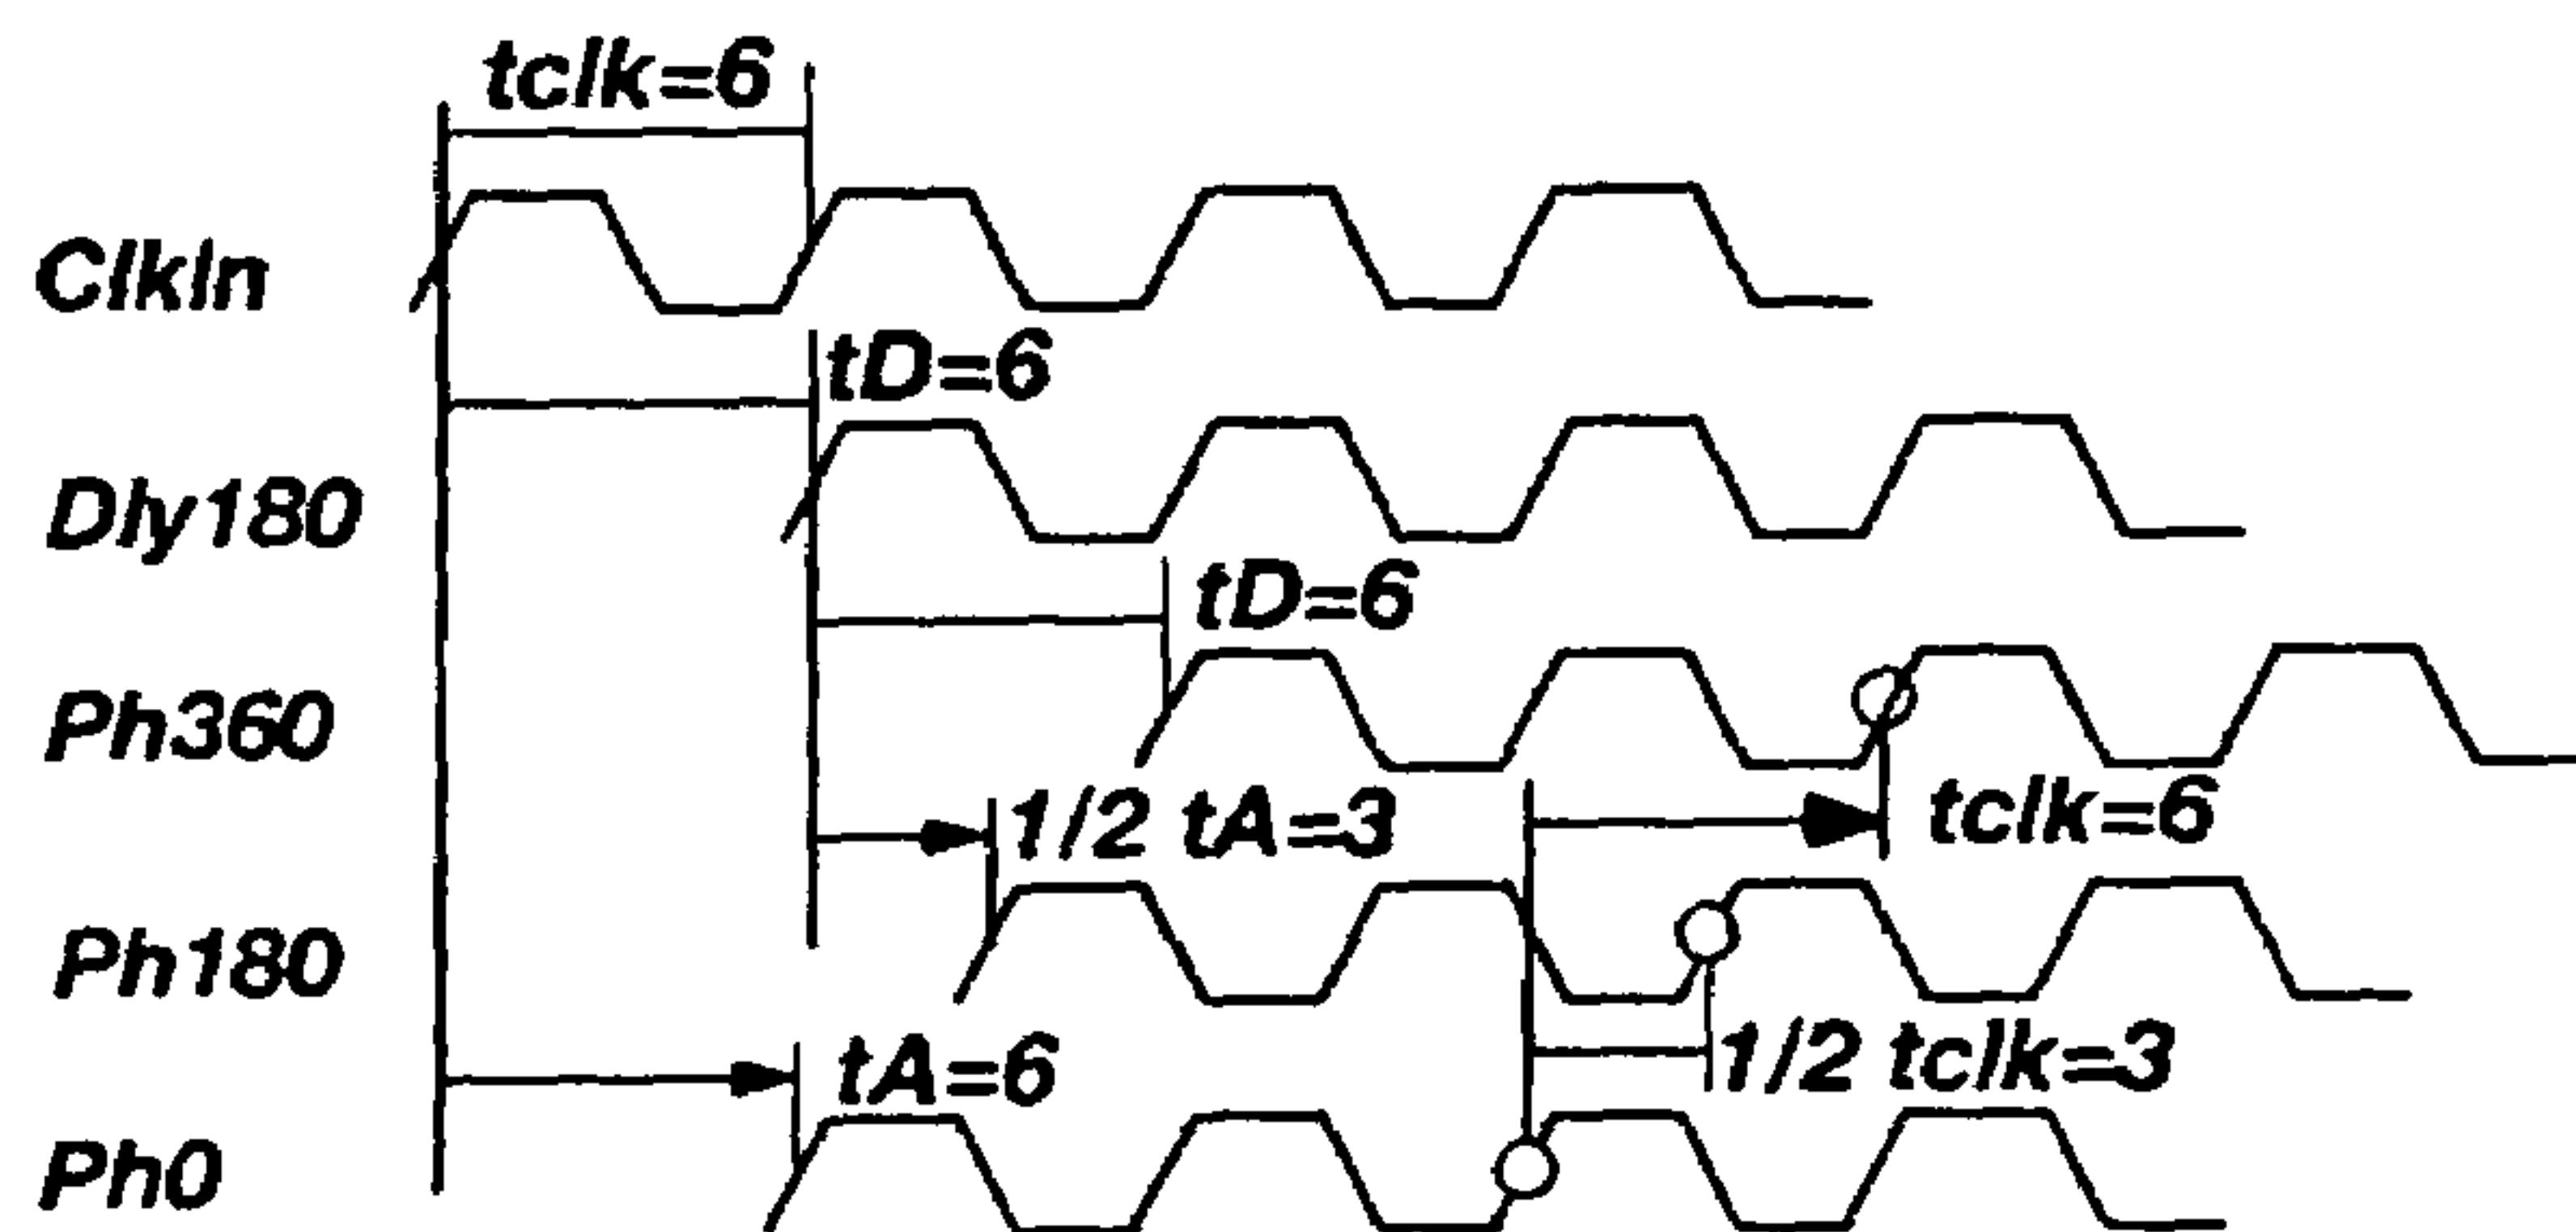 tclk=6
ClkIn
tD=6
Dly180
tD=6
Ph360
1/2 tA=3
tclk=6
Ph180
1/2 tclk=3
tA=6
Ph0